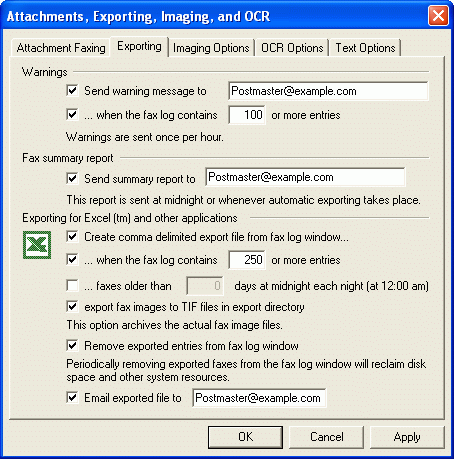 Attachments, Exporting, Imaging, and OCR
Attachment Faxing Exporting Imaging Options OCR Options Text Options
Warnings
Send warning message to Postmaster@example.com
... when the fax log contains 100 or more entries
Warnings are sent once per hour.
Fax summary report
Send summary report to Postmaster@example.com
This report is sent at midnight or whenever automatic exporting takes place.
Exporting for Excel (tm) and other applications
Create comma delimited export file from fax log window...
... when the fax log contains 250 or more entries
... faxes older than 0 days at midnight each night (at 12:00 am)
export fax images to TIF files in export directory
This option archives the actual fax image files.
Remove exported entries from fax log window
Periodically removing exported faxes from the fax log window will reclaim disk
space and other system resources.
Email exported file to Postmaster@example.com
OK Cancel Apply